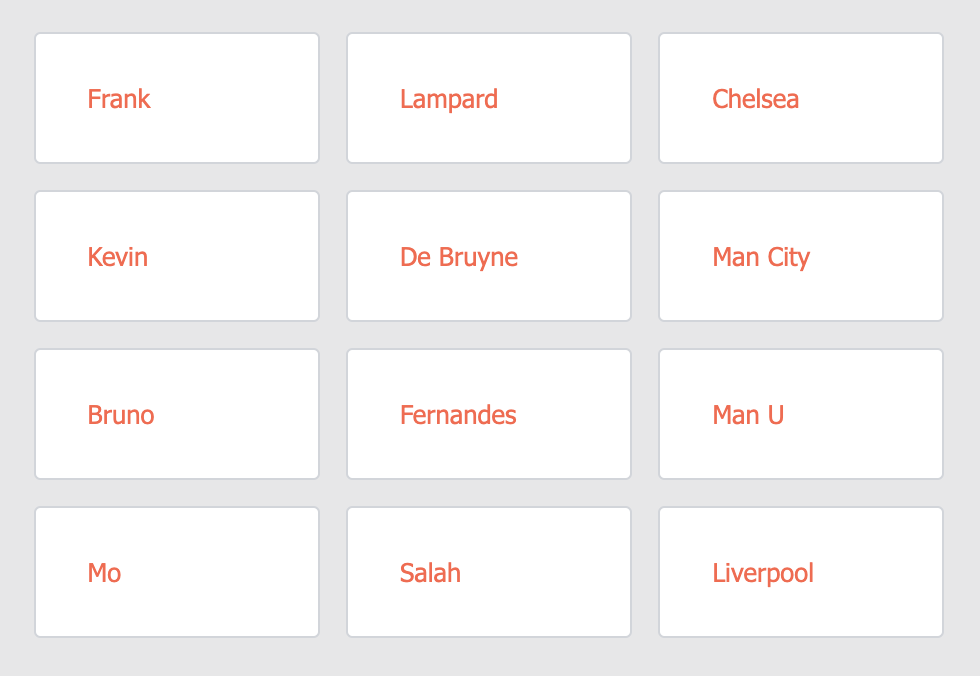 Frank Lampard Chelsea
Kevin De Bruyne Man City
Bruno Fernandes Man U
Mo Salah Liverpool